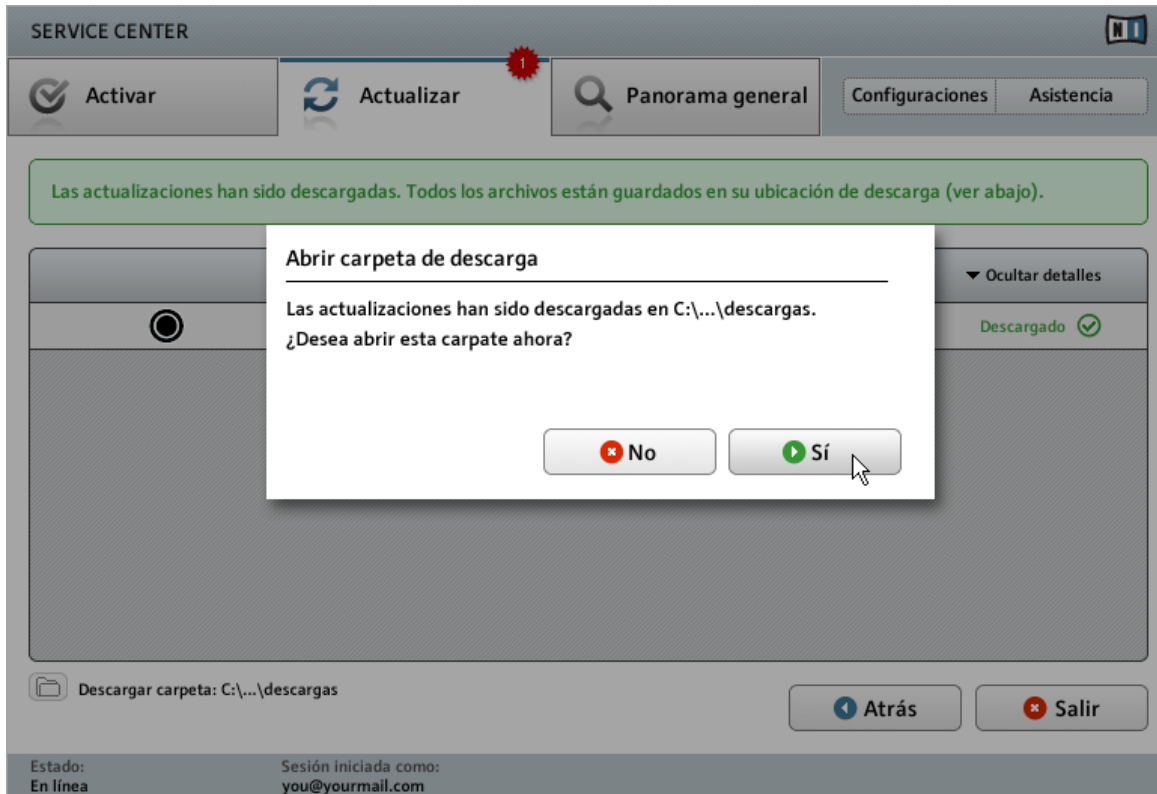 SERVICE CENTER
NI
Activar
Actualizar
1
Panorama general
Configuraciones
Asistencia
Las actualizaciones han sido descargadas. Todos los archivos están guardados en su ubicación de descarga (ver abajo).
Abrir carpeta de descarga
Ocultar detalles
Las actualizaciones han sido descargadas en C:\...\descargas.
¿Desea abrir esta carpate ahora?
Descargado
No
Sí
Descargar carpeta: C:\...\descargas
Atrás
Salir
Estado:
En línea
Sesión iniciada como:
you@yourmail.com